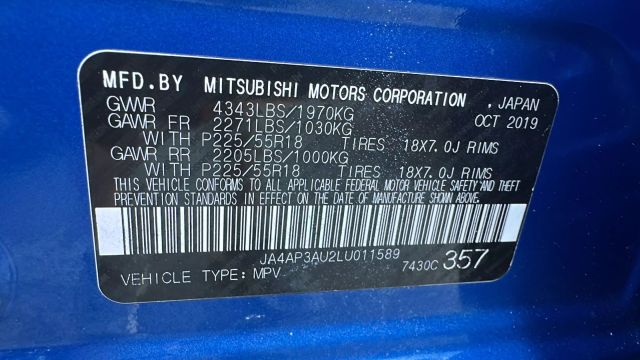 MFD. BY MITSUBISHI MOTORS CORPORATION , JAPAN
GVWR 4343LBS/1970KG OCT 2019
GAWR FR 2271LBS/1030KG
WITH P225/55R18 TIRES 18X7.0J RIMS
GAWR RR 2205LBS/1000KG
WITH P225/55R18 TIRES 18X7.0J RIMS
THIS VEHICLE CONFORMS TO ALL APPLICABLE FEDERAL MOTOR VEHICLE SAFETY AND THEFT
PREVENTION STANDARDS IN EFFECT ON THE DATE OF MANUFACTURE SHOWN ABOVE.
JA4AP3AU2LU011589
VEHICLE TYPE: MPV 7430C 357